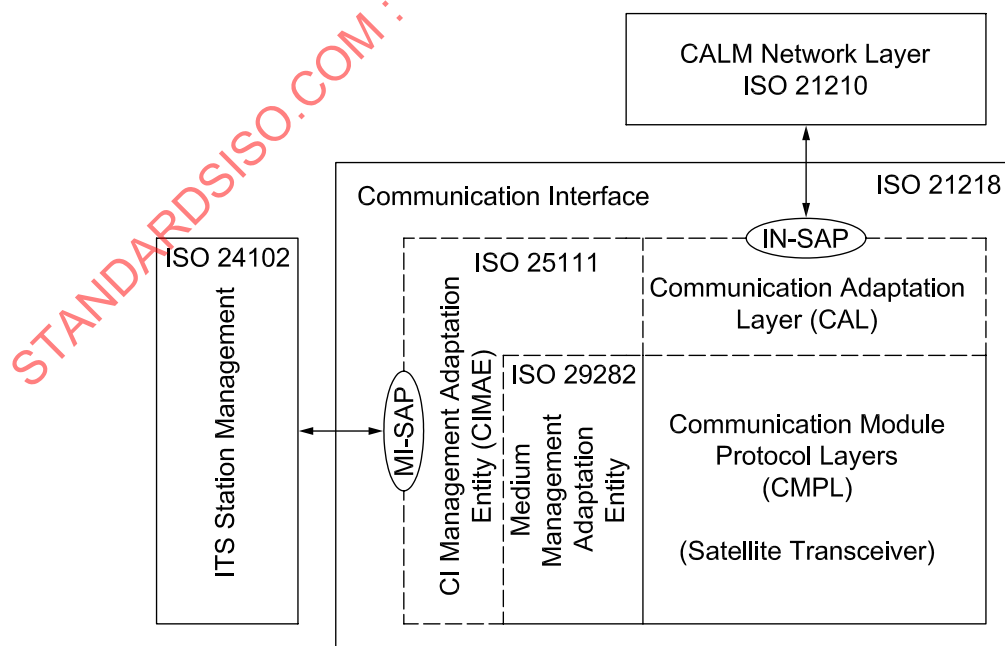 STANDARDSISO.COM :
CALM Network Layer
ISO 21210
Communication Interface
ISO 21218
IN-SAP
ISO 24102
ITS Station Management
MI-SAP
ISO 25111
CI Management Adaptation
Entity (CIMAE)
Communication Adaptation
Layer (CAL)
ISO 29282
Medium
Management
Adaptation
Entity
Communication Module
Protocol Layers
(CMPL)
(Satellite Transceiver)